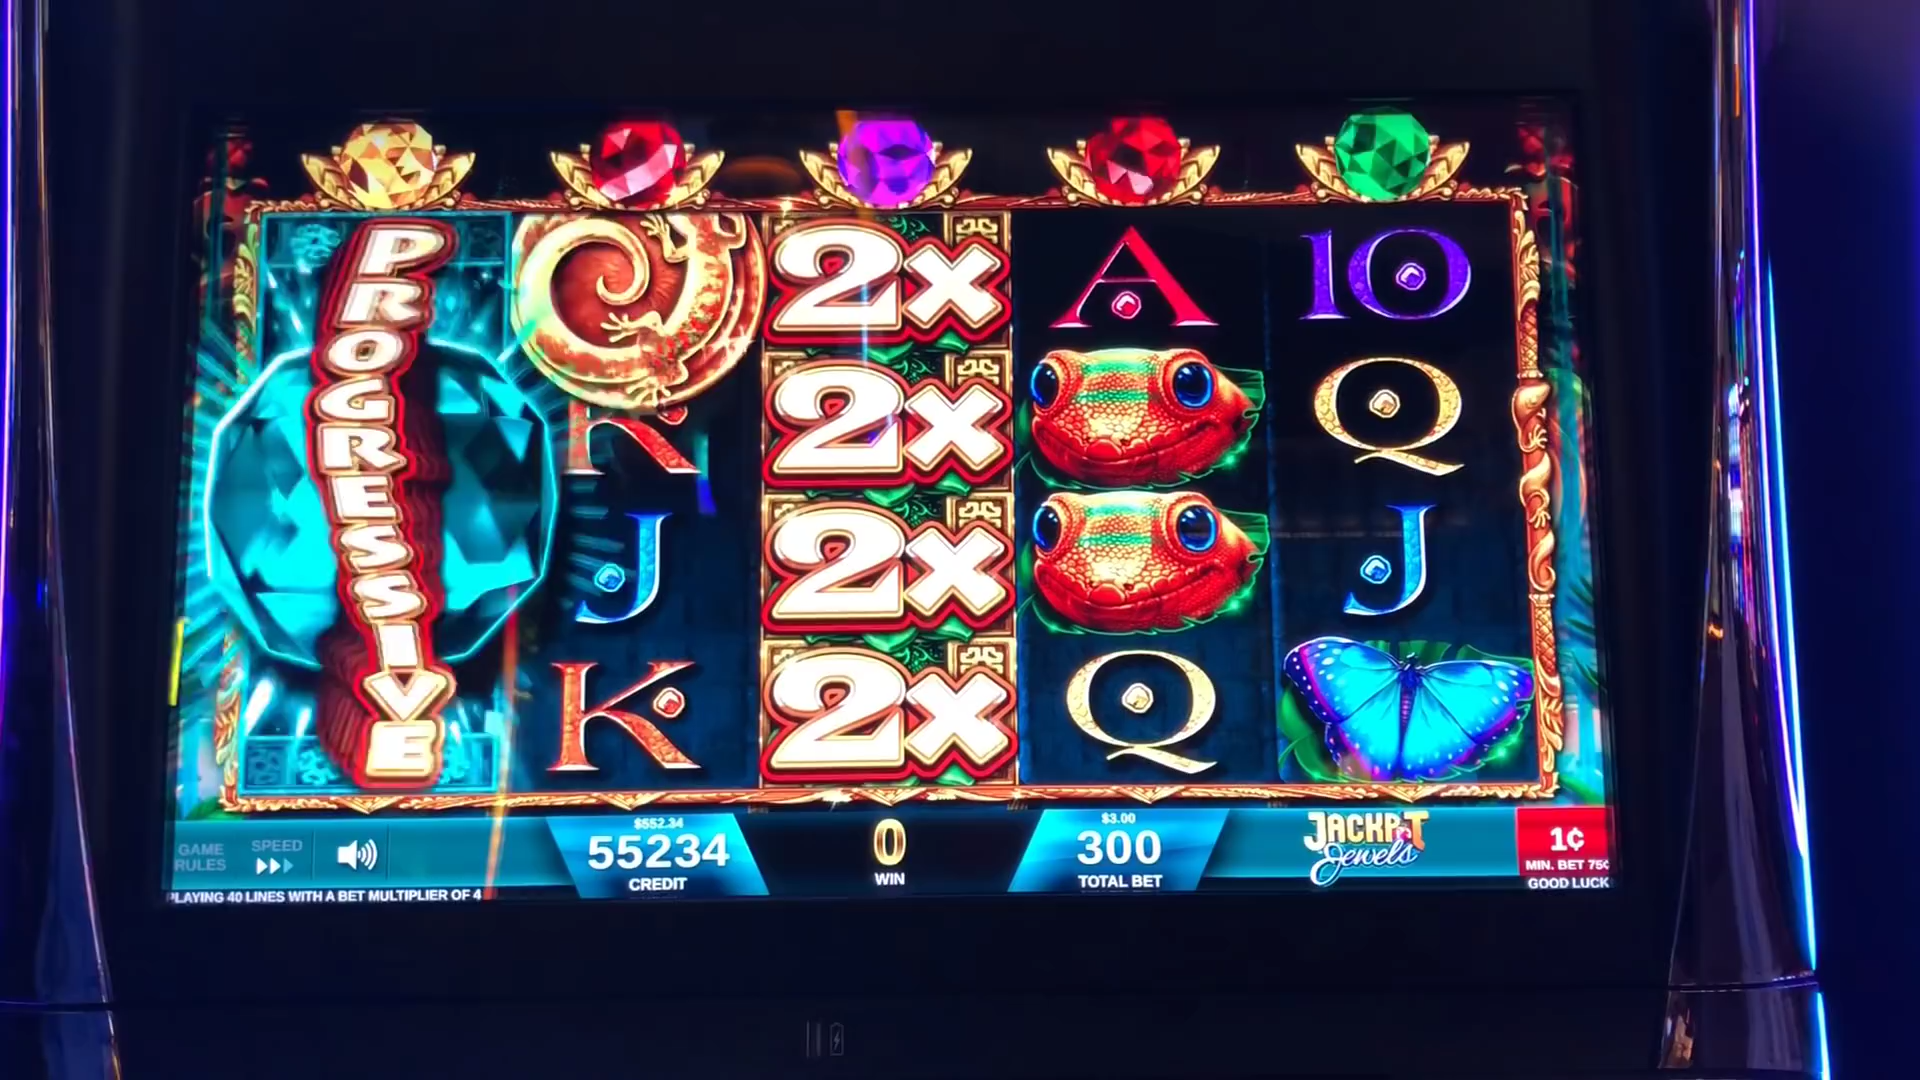 PROGRESSIVE
2x A 10
K 2x Q
J 2x J
K 2x Q
GAME RULES
SPEED
$552.34
55234
CREDIT
0
WIN
$3.00
300
TOTAL BET
JACKPOT
Jewels
1¢
MIN. BET 75¢
GOOD LUCK
PLAYING 40 LINES WITH A BET MULTIPLIER OF 4